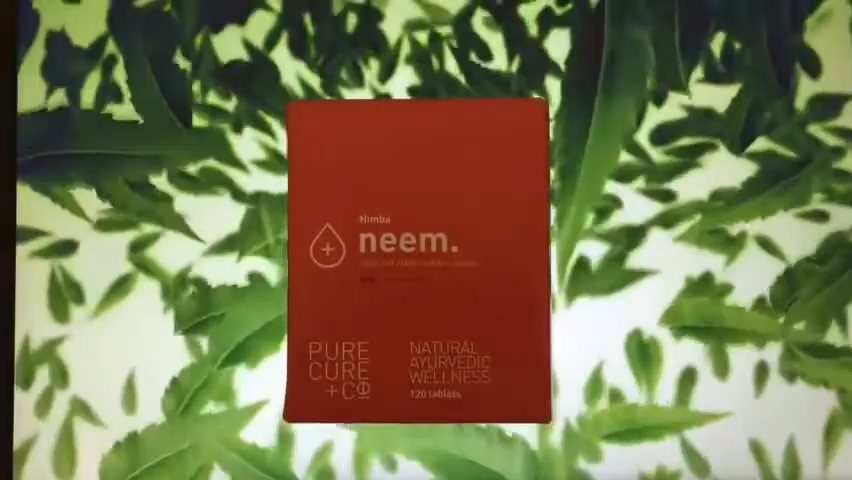 Nimba
neem.
PURE
CURE
+ CO
NATURAL
AYURVEDIC
WELLNESS
120 tablets